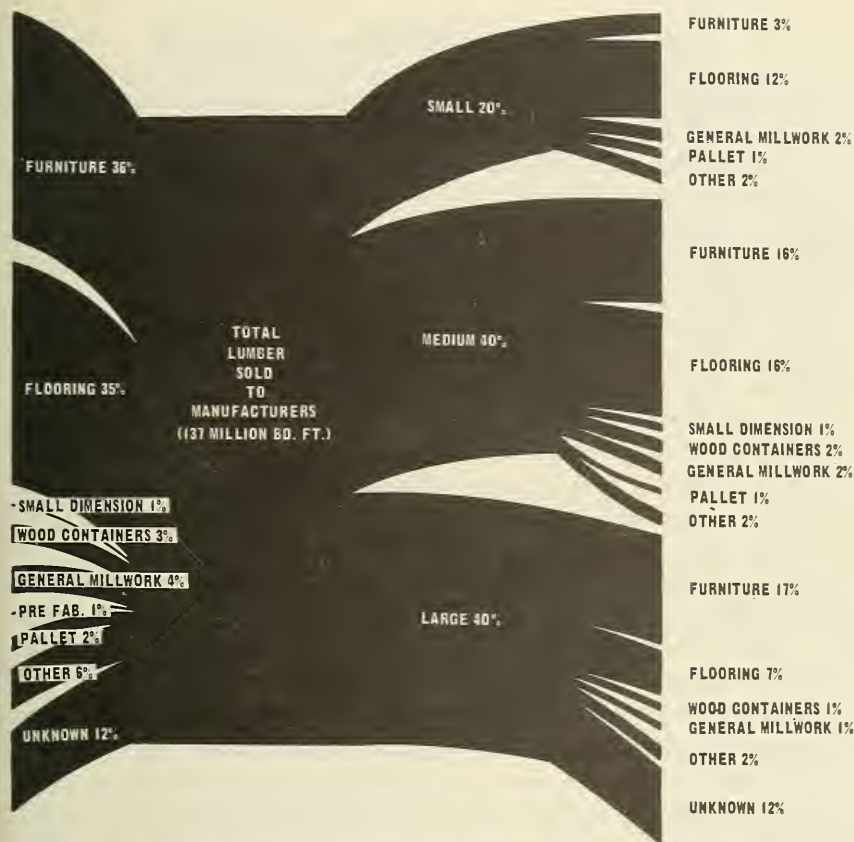 FURNITURE 36%
FLOORING 35%
SMALL DIMENSION 1%
WOOD CONTAINERS 3%
GENERAL MILLWORK 4%
PRE FAB. 1%
PALLET 2%
OTHER 6%
UNKNOWN 12%
TOTAL
LUMBER
SOLD
TO
MANUFACTURERS
(137 MILLION BD. FT.)
SMALL 20%
MEDIUM 40%
LARGE 40%
FURNITURE 3%
FLOORING 12%
GENERAL MILLWORK 2%
PALLET 1%
OTHER 2%
FURNITURE 16%
FLOORING 16%
SMALL DIMENSION 1%
WOOD CONTAINERS 2%
GENERAL MILLWORK 2%
PALLET 1%
OTHER 2%
FURNITURE 17%
FLOORING 7%
WOOD CONTAINERS 1%
GENERAL MILLWORK 1%
OTHER 2%
UNKNOWN 12%